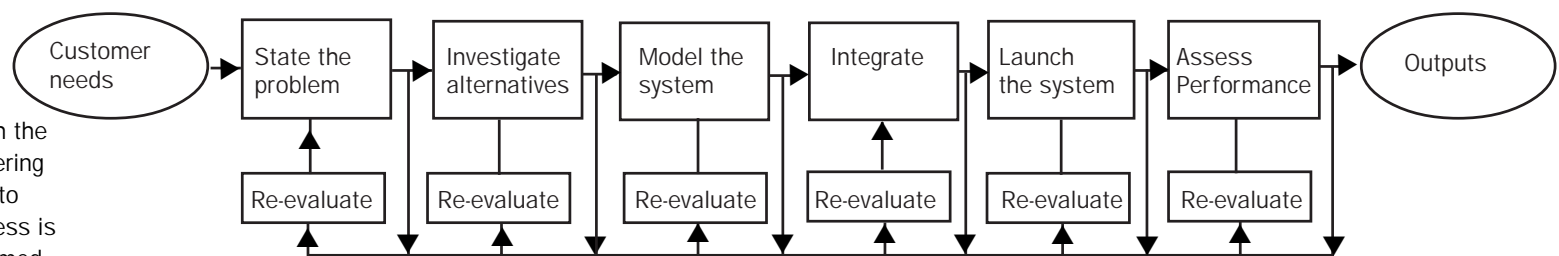 Customer
needs
State the
problem
Investigate
alternatives
Model the
system
Integrate
Launch
the system
Assess
Performance
Outputs
Re-evaluate
Re-evaluate
Re-evaluate
Re-evaluate
Re-evaluate
Re-evaluate
the
ering
to
ess is